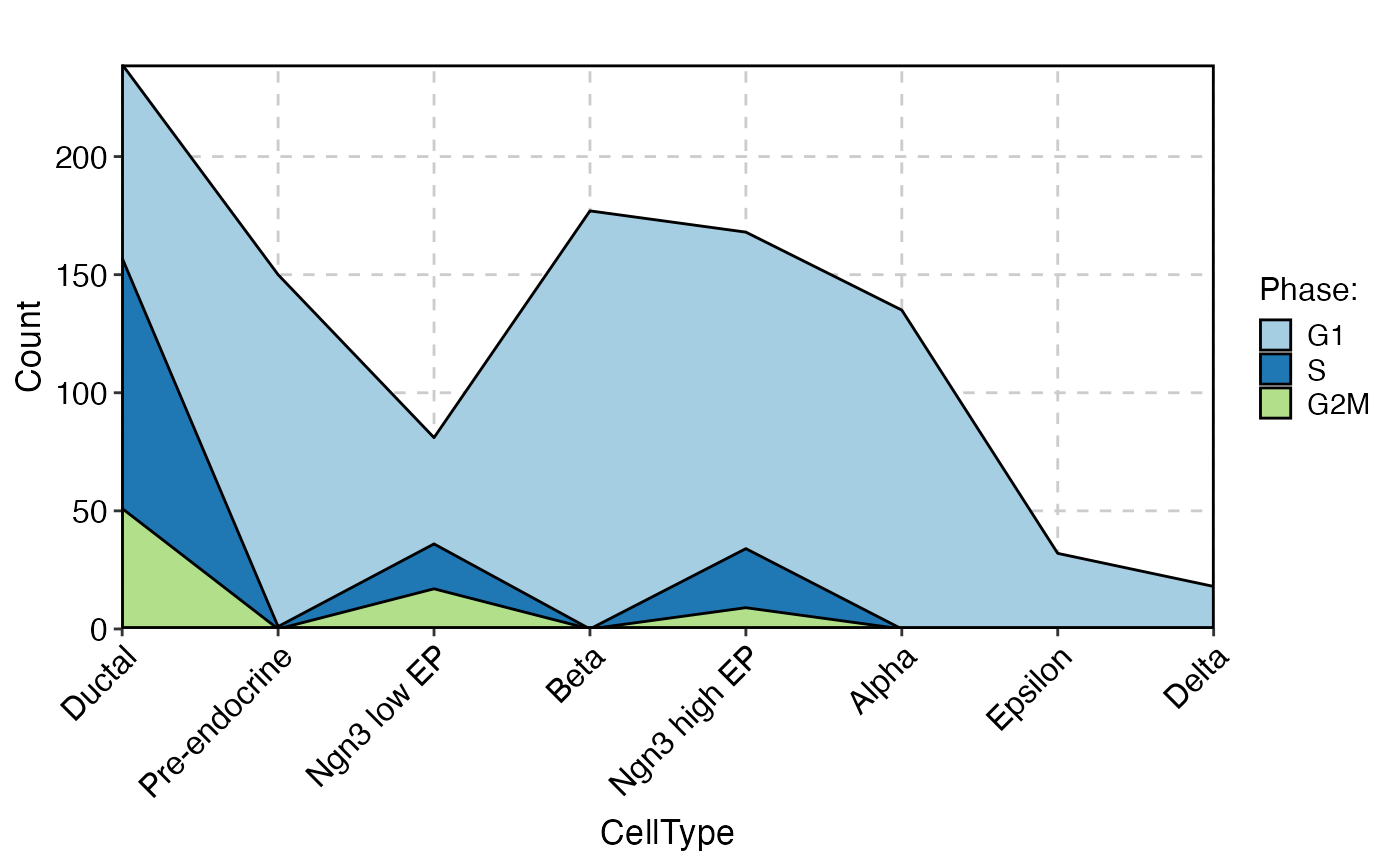 200
150
100
50
0
Count
Ductal
Pre-endocrine
Ngn3 low EP
Beta
Ngn3 high EP
Alpha
Epsilon
Delta
CellType
Phase:
G1
S
G2M